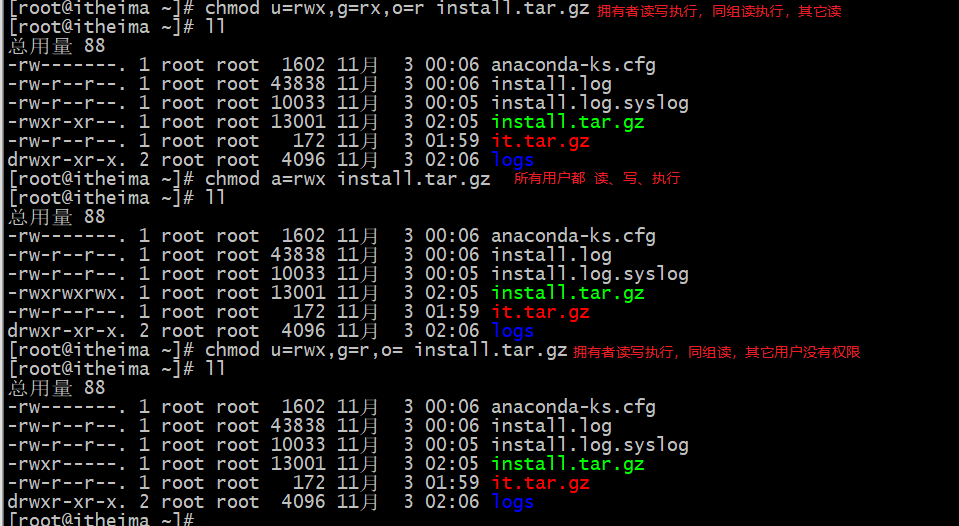 [root@itheima ~]# chmod u=rwx,g=rx,o=r install.tar.gz 拥有者读写执行，同组读执行，其它读
[root@itheima ~]# ll
总用量 88
-rw-------. 1 root root  1602 11月  3 00:06 anaconda-ks.cfg
-rw-r--r--. 1 root root 43838 11月  3 00:06 install.log
-rw-r--r--. 1 root root 10033 11月  3 00:05 install.log.syslog
-rwxr-xr--. 1 root root 13001 11月  3 02:05 install.tar.gz
-rw-r--r--. 1 root root   172 11月  3 01:59 it.tar.gz
drwxr-xr-x. 2 root root  4096 11月  3 02:06 logs
[root@itheima ~]# chmod a=rwx install.tar.gz 所有用户都 读、写、执行
[root@itheima ~]# ll
总用量 88
-rw-------. 1 root root  1602 11月  3 00:06 anaconda-ks.cfg
-rw-r--r--. 1 root root 43838 11月  3 00:06 install.log
-rw-r--r--. 1 root root 10033 11月  3 00:05 install.log.syslog
-rwxrwxrwx. 1 root root 13001 11月  3 02:05 install.tar.gz
-rw-r--r--. 1 root root   172 11月  3 01:59 it.tar.gz
drwxr-xr-x. 2 root root  4096 11月  3 02:06 logs
[root@itheima ~]# chmod u=rwx,g=r,o= install.tar.gz 拥有者读写执行，同组读，其它用户没有权限
[root@itheima ~]# ll
总用量 88
-rw-------. 1 root root  1602 11月  3 00:06 anaconda-ks.cfg
-rw-r--r--. 1 root root 43838 11月  3 00:06 install.log
-rw-r--r--. 1 root root 10033 11月  3 00:05 install.log.syslog
-rwxr-----. 1 root root 13001 11月  3 02:05 install.tar.gz
-rw-r--r--. 1 root root   172 11月  3 01:59 it.tar.gz
drwxr-xr-x. 2 root root  4096 11月  3 02:06 logs
[root@itheima ~]#